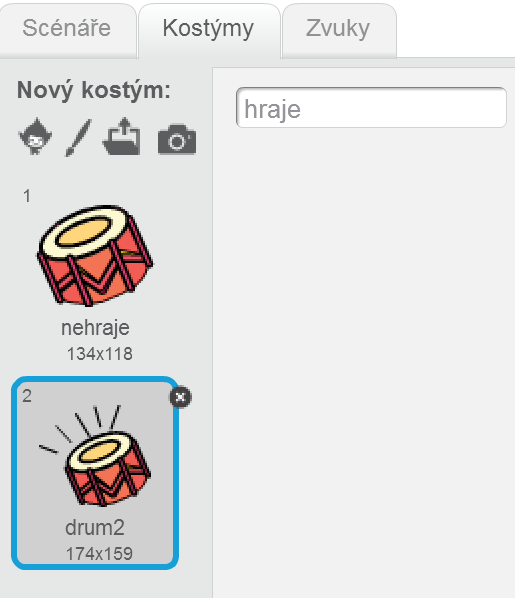 Scénáře Kostýmy Zvuky
Nový kostým:
hraje
1
nehraje
134x118
2
drum2
174x159